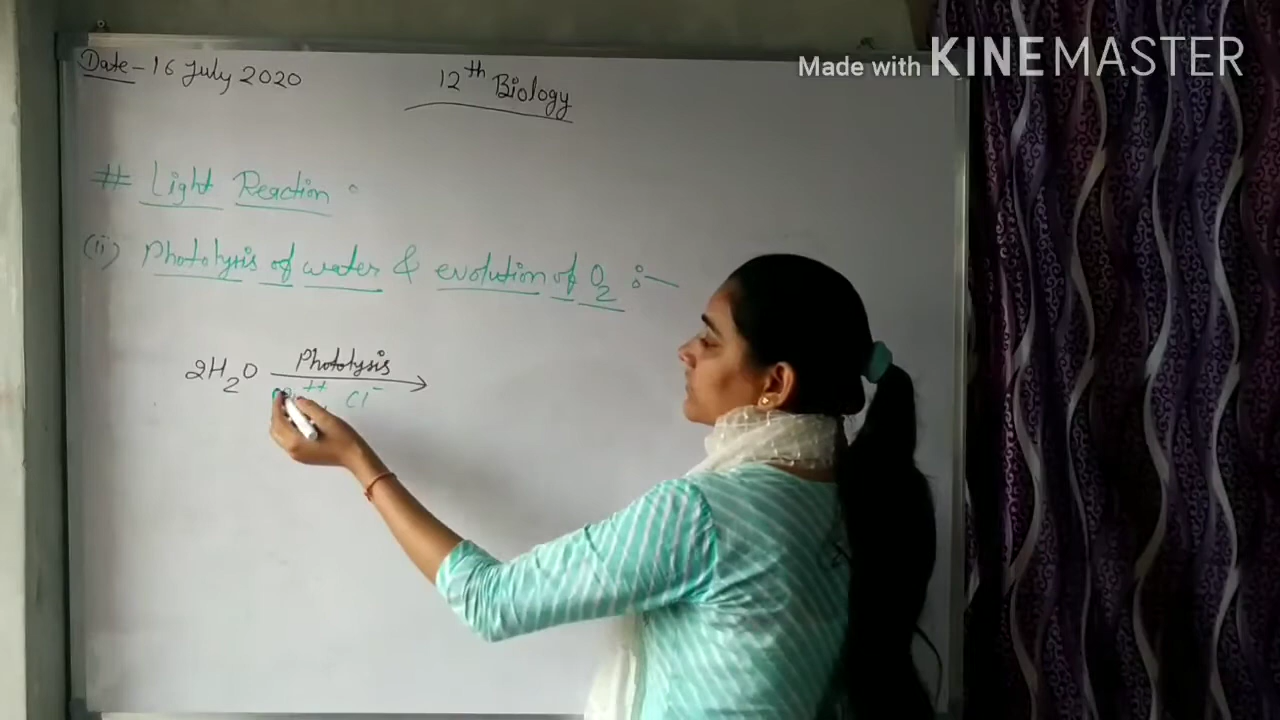 Made with KINEMASTER
Date - 16 July 2020
12th Biology
# Light Reaction :
(ii) Photolysis of water & evolution of O2 :-
2H2O Photolysis
++ Cl-